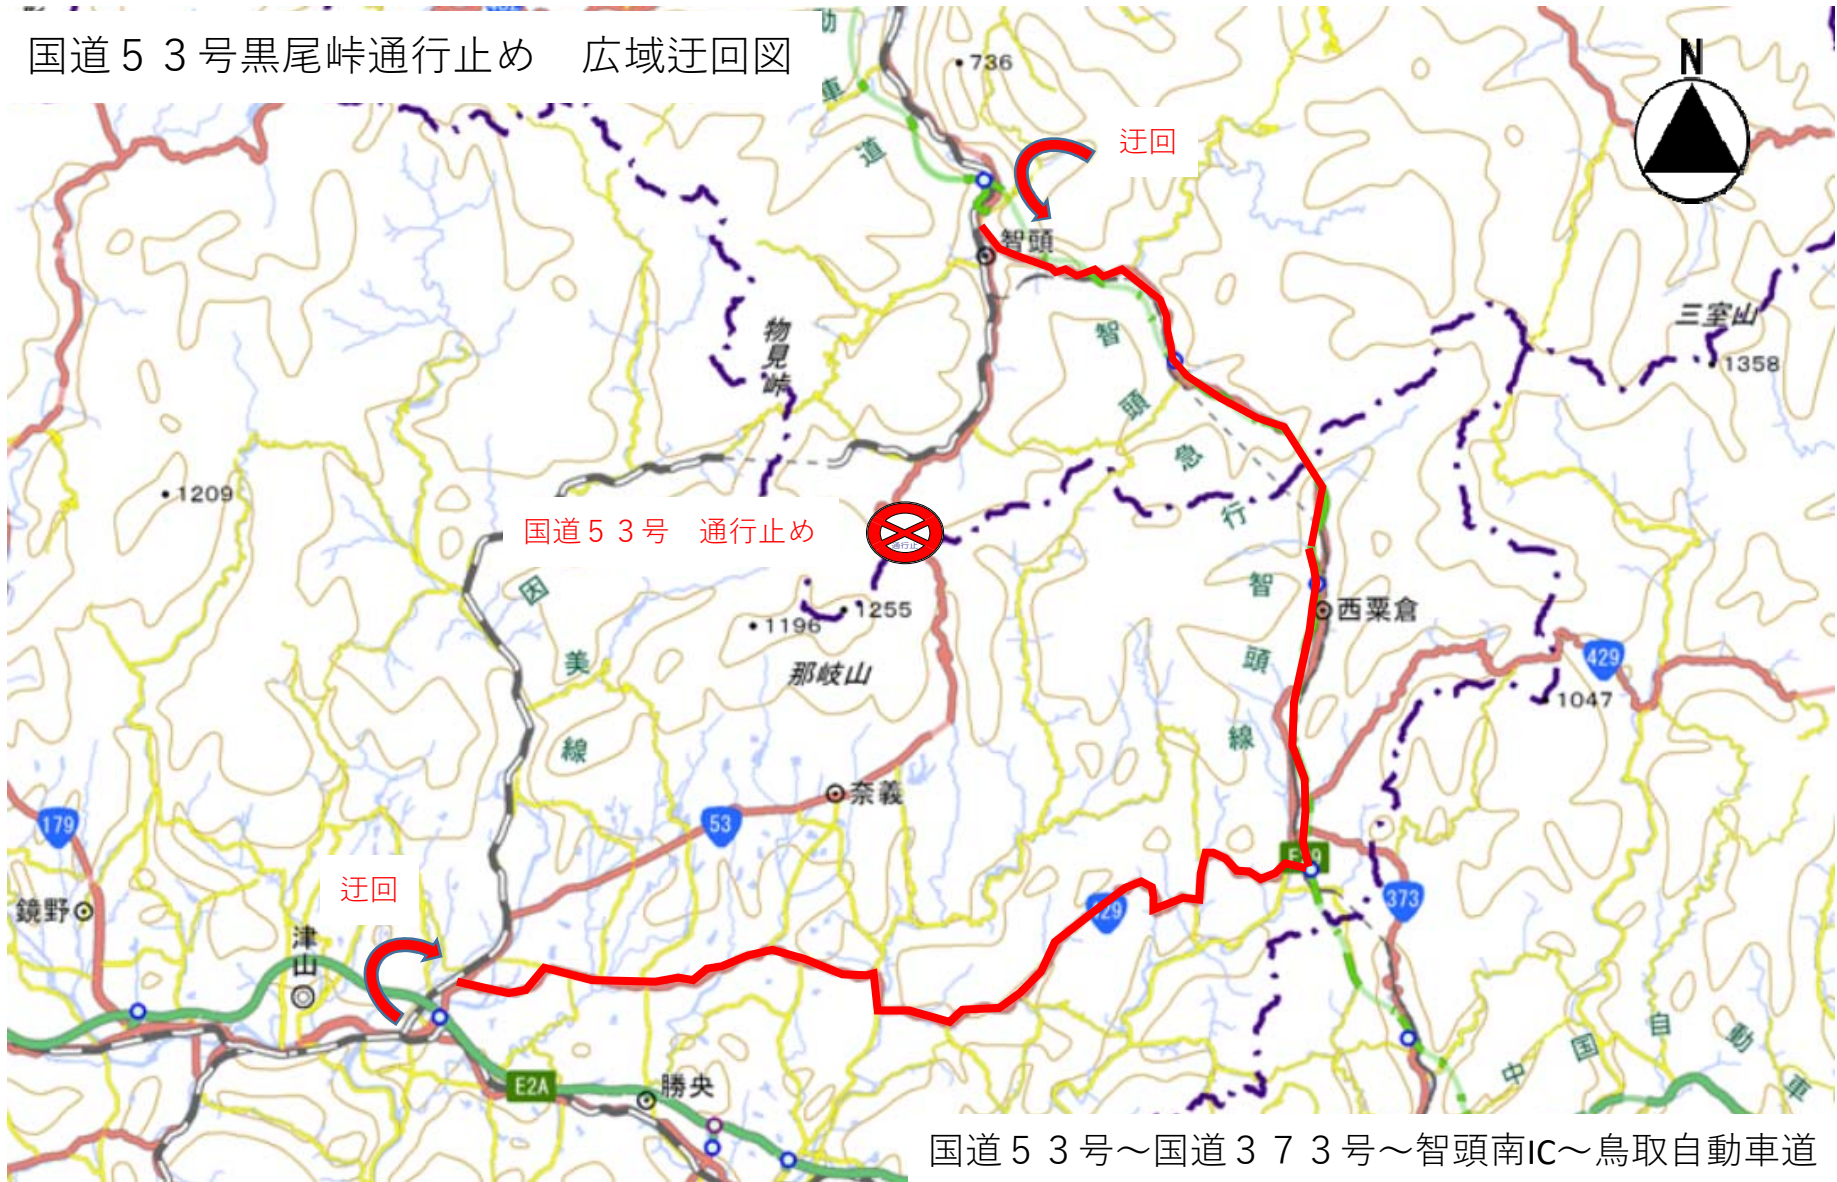 国道５３号黒尾峠通行止め　広域迂回図
N
736
動
車
道
迂回
智頭
三室山
1358
物見峠
智
頭
急
行
智
頭
線
1209
国道５３号　通行止め
通行止
因
美
線
1255
1196
那岐山
西粟倉
429
1047
奈義
53
179
迂回
鏡野
津山
429
373
E2A
勝央
中
国
自
動
車
国道５３号～国道３７３号～智頭南IC～鳥取自動車道